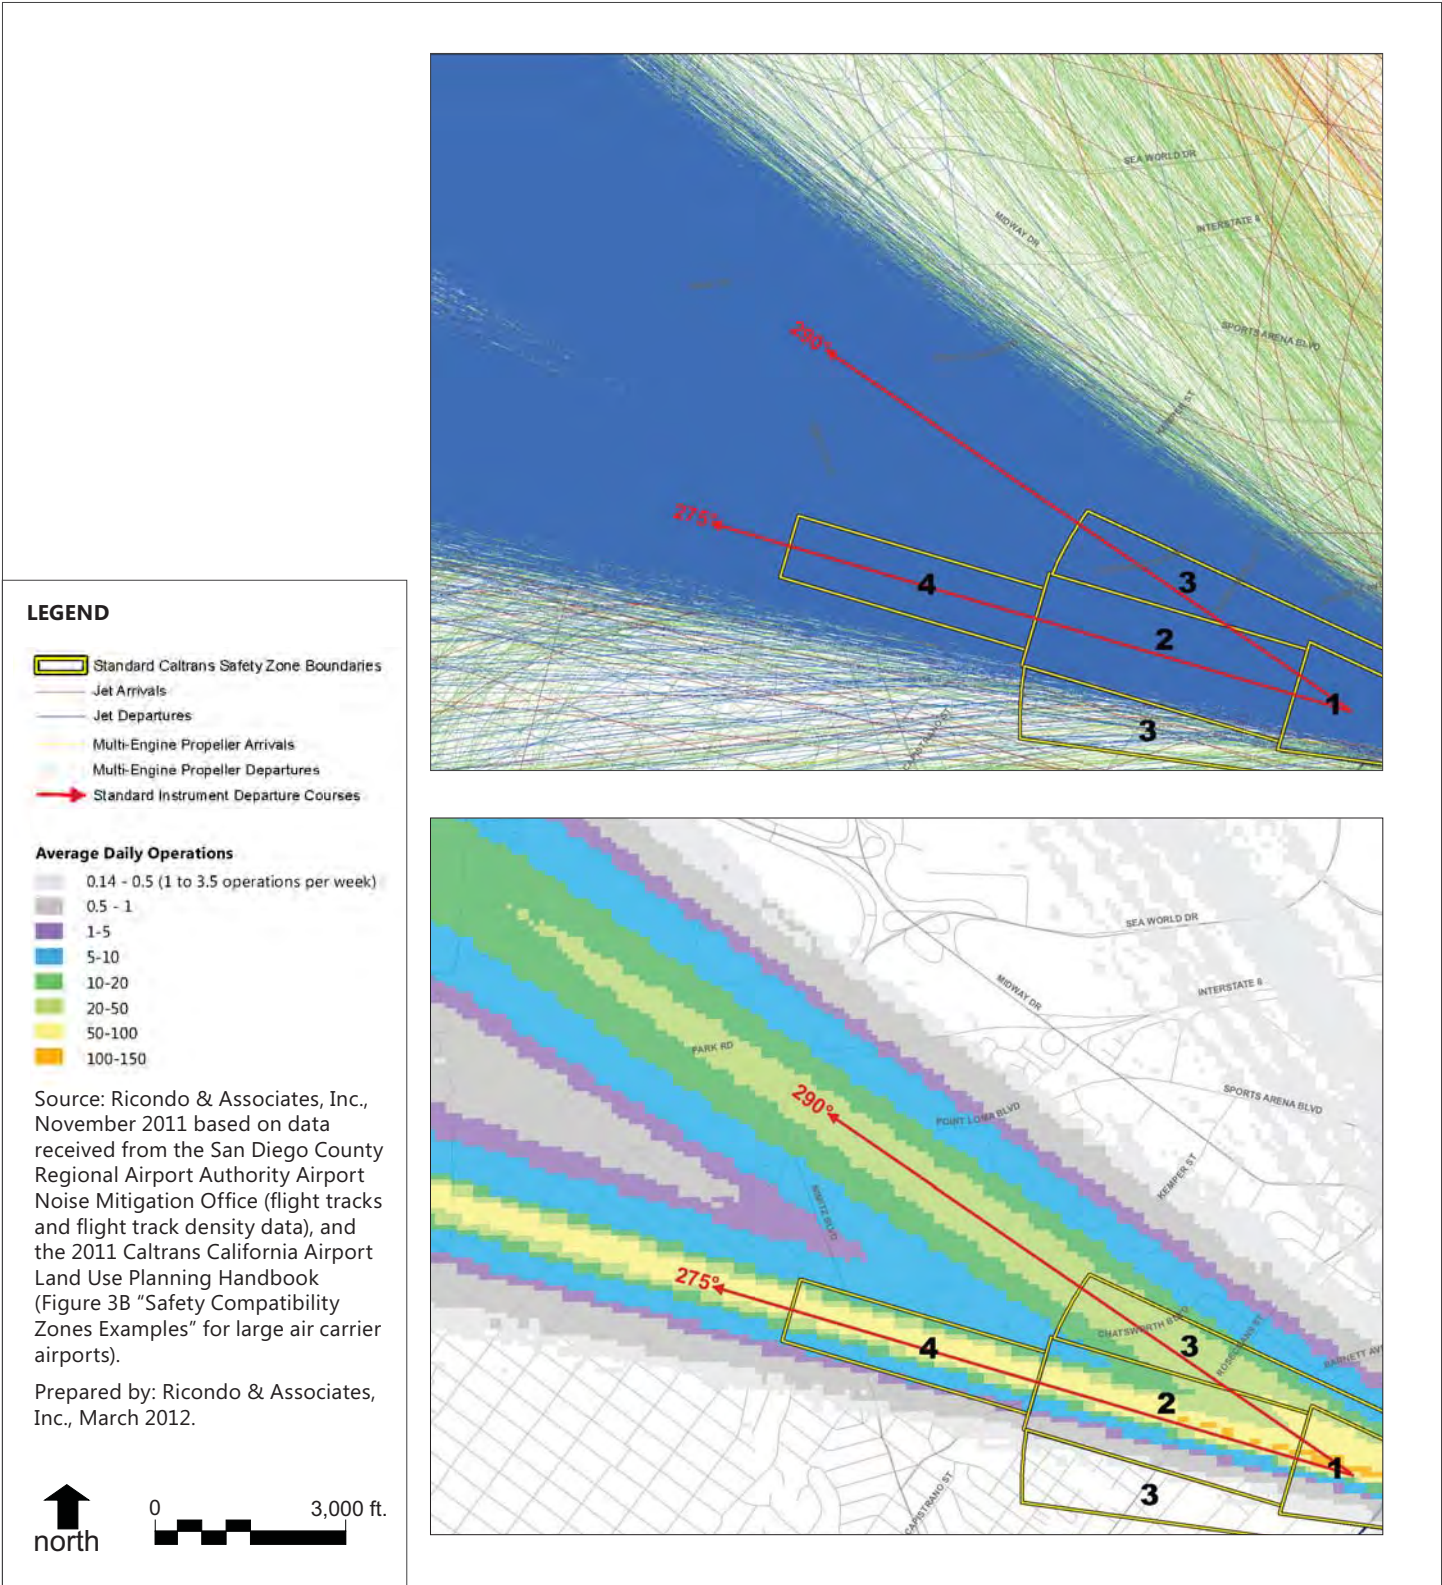 SEA WORLD DR
MIDWAY DR
INTERSTATE 8
SPORTS ARENA BLVD
KEMPER ST
290°
275°
4
3
2
1
3
CAPISTRANO ST
LEGEND
Standard Caltrans Safety Zone Boundaries
Jet Arrivals
Jet Departures
Multi-Engine Propeller Arrivals
Multi-Engine Propeller Departures
Standard Instrument Departure Courses
Average Daily Operations
0.14 - 0.5 (1 to 3.5 operations per week)
0.5 - 1
1-5
5-10
10-20
20-50
50-100
100-150
Source: Ricondo & Associates, Inc.,
November 2011 based on data
received from the San Diego County
Regional Airport Authority Airport
Noise Mitigation Office (flight tracks
and flight track density data), and
the 2011 Caltrans California Airport
Land Use Planning Handbook
(Figure 3B "Safety Compatibility
Zones Examples" for large air carrier
airports).
Prepared by: Ricondo & Associates,
Inc., March 2012.
north
0 3,000 ft.
SEA WORLD DR
MIDWAY DR
INTERSTATE 8
PARK RD
SPORTS ARENA BLVD
290°
POINT LOMA BLVD
KEMPER ST
NIMITZ BLVD
275°
CHATSWORTH BLVD
ROSECRANS ST
BARNETT AV
4
3
2
1
3
CAPISTRANO ST